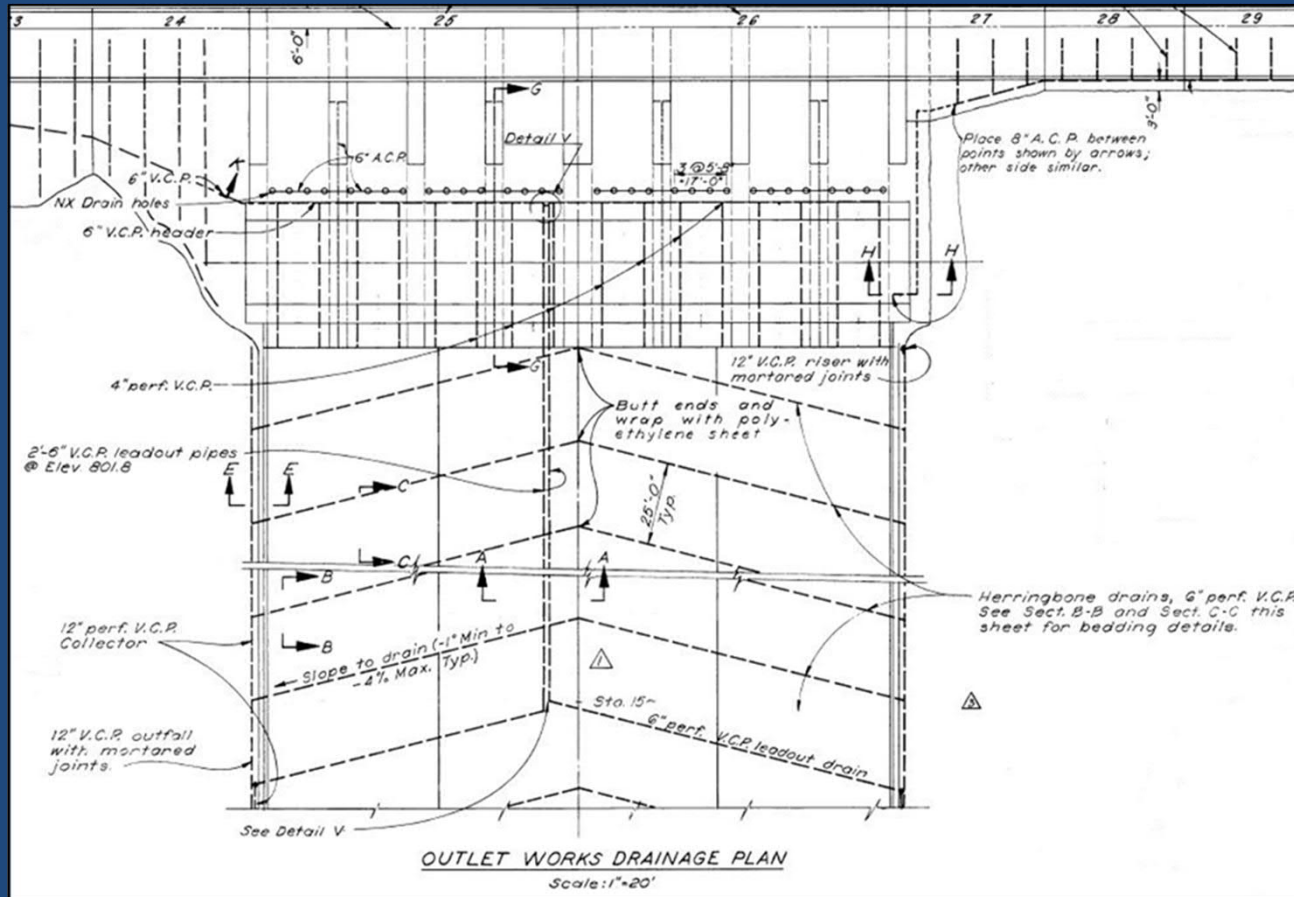 3 24 25 26 27 28 29
6'-0"
G
Detail V
K
6" A.C.P.
3 @ 5'-8"
=17'-0"
3'-0"
Place 8" A.C.P. between
points shown by arrows;
other side similar.
6" V.C.P.
NX Drain holes
6" V.C.P. header
H H
4" perf. V.C.P.
G
12" V.C.P. riser with
mortared joints
Butt ends and
wrap with poly-
ethylene sheet
2'-6" V.C.P. leadout pipes
@ Elev. 801.8
E E
C
25'-0"
Typ.
C
A A
B
Herringbone drains, 6" perf. V.C.P.
See Sect. B-B and Sect. C-C this
sheet for bedding details.
12" perf. V.C.P.
Collector
B
Slope to drain (-1° Min to
-4% Max. Typ.)
1
3
Sta. 15~
6" perf. V.C.P. leadout drain
12" V.C.P. outfall
with mortared
joints.
See Detail V
OUTLET WORKS DRAINAGE PLAN
Scale: 1"=20'